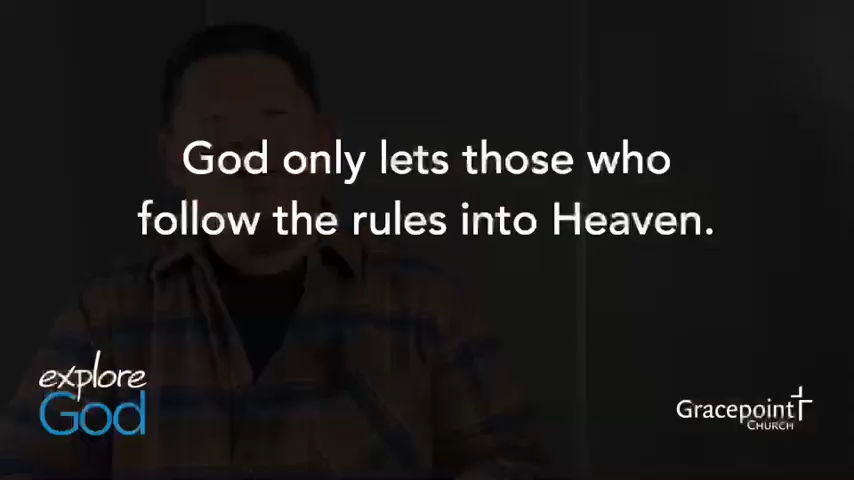 God only lets those who
follow the rules into Heaven.
explore
God
Gracepoint
CHURCH